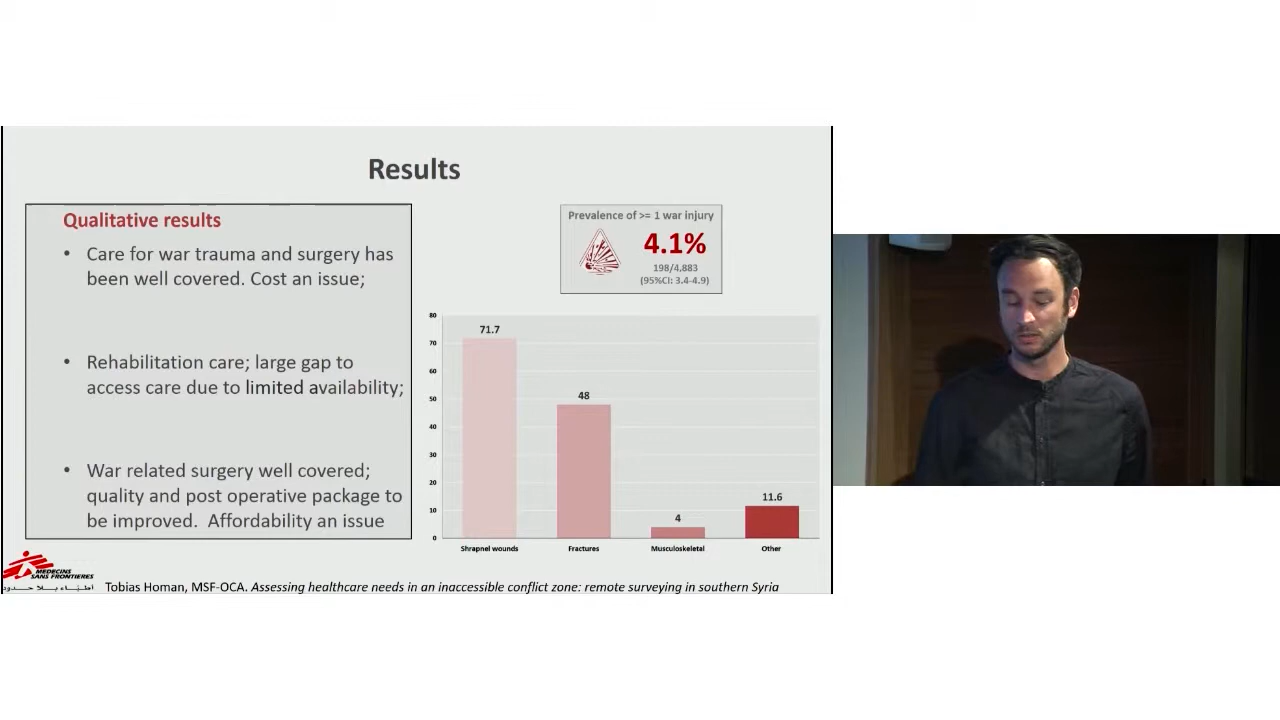 Results
Qualitative results
• Care for war trauma and surgery has
been well covered. Cost an issue;
• Rehabilitation care; large gap to
access care due to limited availability;
• War related surgery well covered;
quality and post operative package to
be improved. Affordability an issue
Prevalence of >= 1 war injury
4.1%
198/4,883
(95%CI: 3.4-4.9)
80
70
60
50
40
30
20
10
0
71.7
48
4
11.6
Shrapnel wounds
Fractures
Musculoskeletal
Other
MEDECINS
SANS FRONTIERES
أطبـاء بـلا حـدود
Tobias Homan, MSF-OCA. Assessing healthcare needs in an inaccessible conflict zone: remote surveying in southern Syria